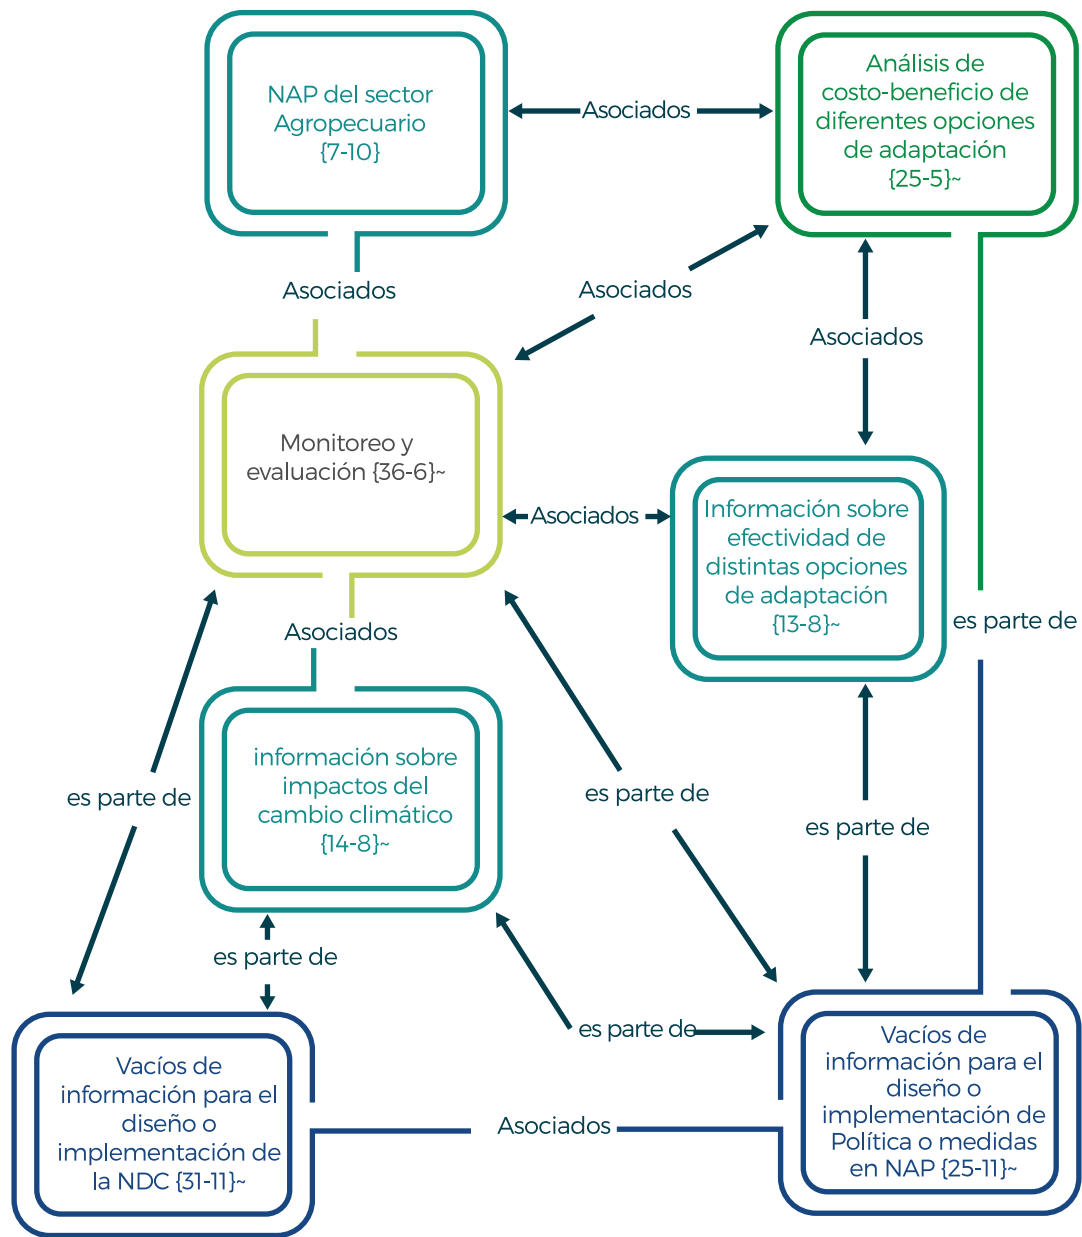 NAP del sector
Agropecuario
{7-10}
Asociados
Análisis de
costo-beneficio de
diferentes opciones
de adaptación
{25-5}~
Asociados
Asociados
Asociados
Monitoreo y
evaluación {36-6}~
Asociados
Información sobre
efectividad de
distintas opciones
de adaptación
{13-8}~
es parte de
Asociados
información sobre
impactos del
cambio climático
{14-8}~
es parte de
es parte de
es parte de
es parte de
es parte de
Vacíos de
información para el
diseño o
implementación de
la NDC {31-11}~
Asociados
Vacíos de
información para el
diseño o
implementación de
Política o medidas
en NAP {25-11}~